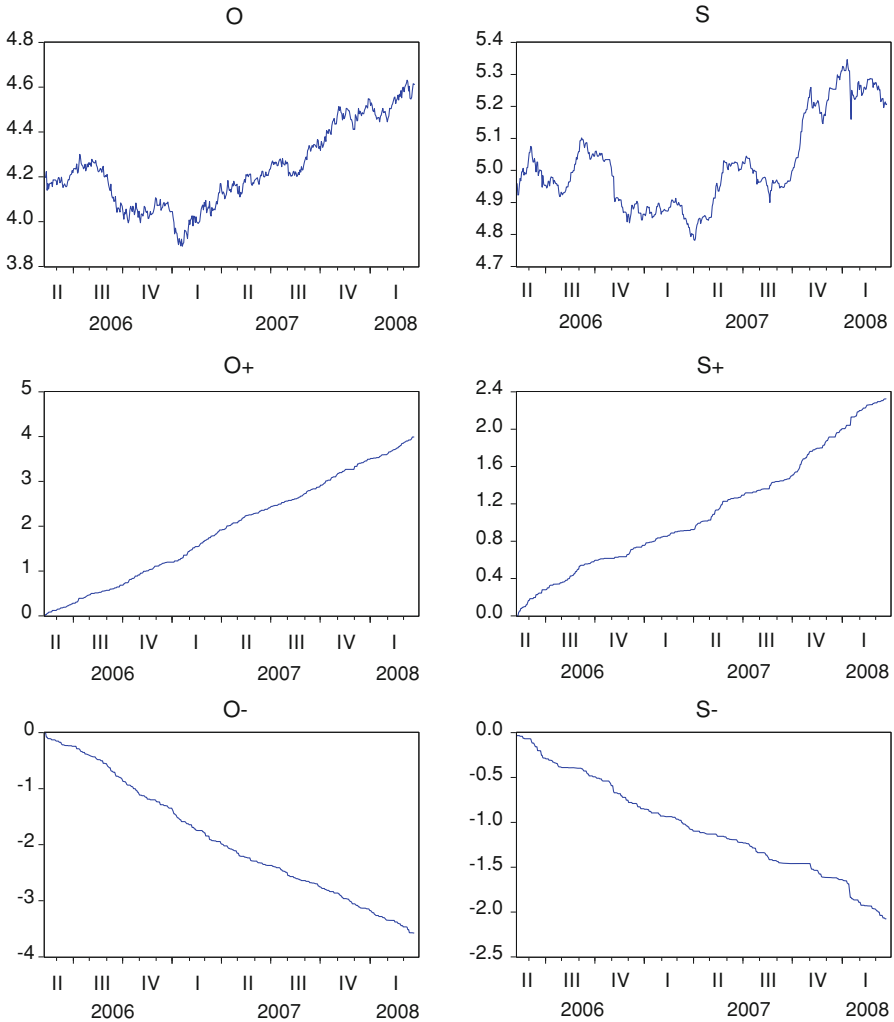 O
4.8
4.6
4.4
4.2
4.0
3.8
II III IV I II III IV I
2006 2007 2008
S
5.4
5.3
5.2
5.1
5.0
4.9
4.8
4.7
II III IV I II III IV I
2006 2007 2008
O+
5
4
3
2
1
0
II III IV I II III IV I
2006 2007 2008
S+
2.4
2.0
1.6
1.2
0.8
0.4
0.0
II III IV I II III IV I
2006 2007 2008
O-
0
-1
-2
-3
-4
II III IV I II III IV I
2006 2007 2008
S-
0.0
-0.5
-1.0
-1.5
-2.0
-2.5
II III IV I II III IV I
2006 2007 2008